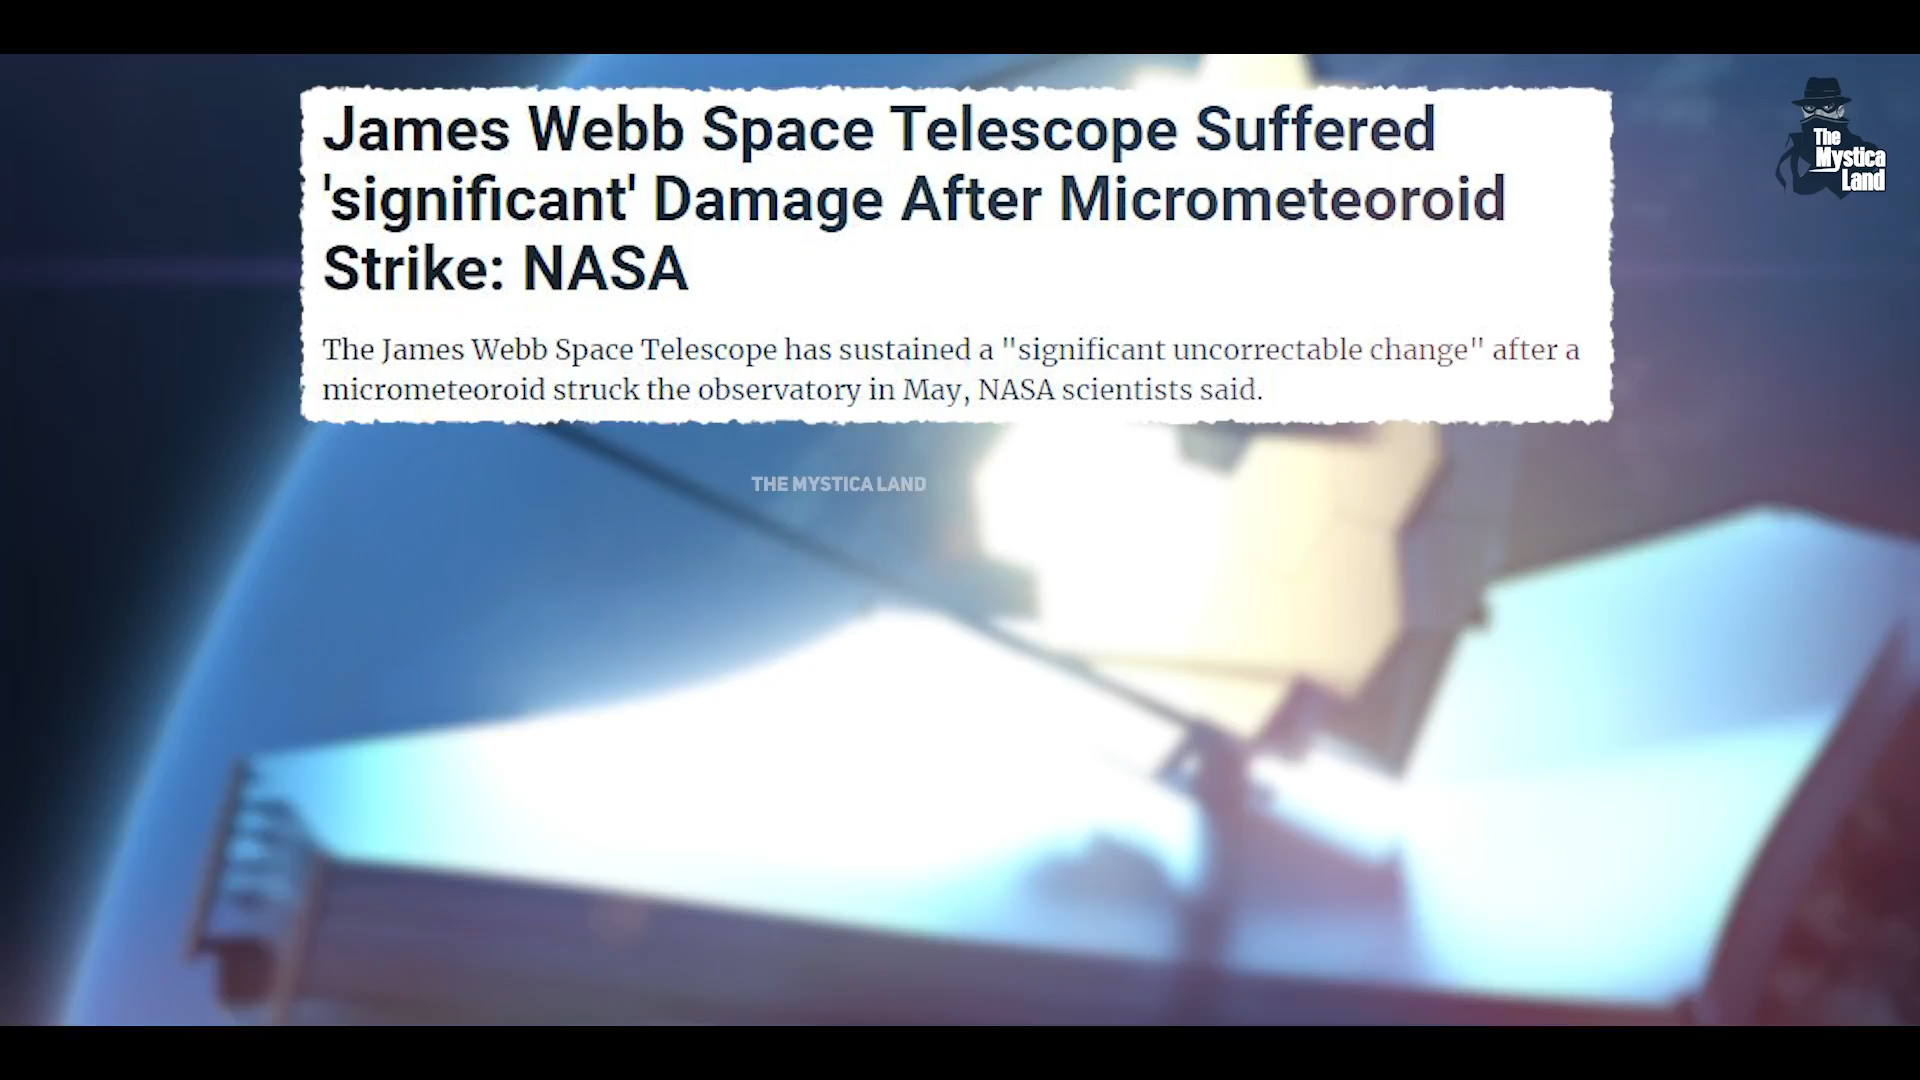 James Webb Space Telescope Suffered
'significant' Damage After Micrometeoroid
Strike: NASA
The James Webb Space Telescope has sustained a "significant uncorrectable change" after a
micrometeoroid struck the observatory in May, NASA scientists said.
The
Mystica
Land
THE MYSTICA LAND